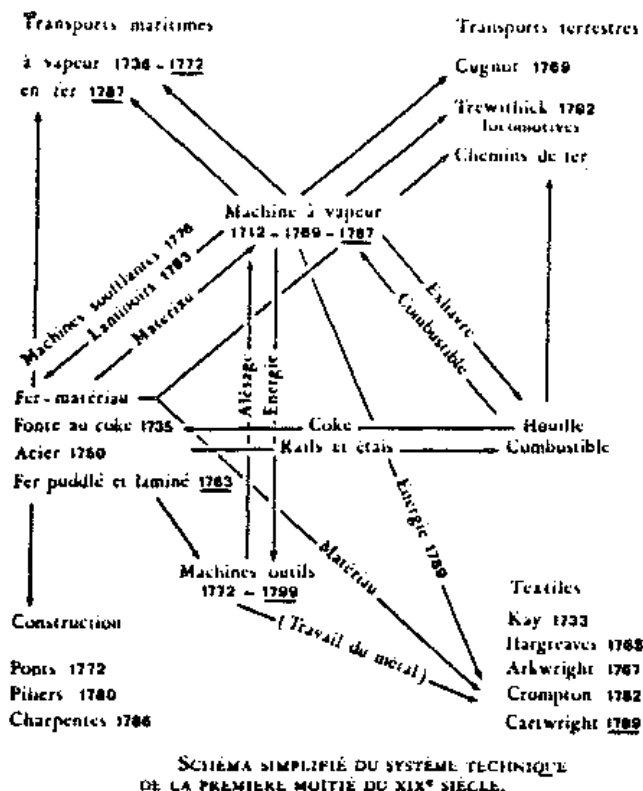 Transports maritimes
à vapeur 1736 - 1772
en fer 1787
Transports terrestres
Cugnot 1769
Trewithick 1792
locomotives
Chemins de fer
Machine à vapeur
1712 - 1769 - 1787
Machines soufflantes 1776
Laminoirs 1783
Matériau
Exhavre
Combustible
Fer-matériau
Fonte au coke 1735
Acier 1750
Fer puddlé et laminé 1783
Alésage
Energie
Coke
Rails et étais
Houille
Combustible
Energie 1789
Matériau
Machines outils
1772 - 1799
(Travail du métal)
Construction
Ponts 1772
Piliers 1780
Charpentes 1786
Textiles
Kay 1733
Hargreaves 1765
Arkwright 1767
Crompton 1782
Cartwright 1789
SCHÉMA SIMPLIFIÉ DU SYSTÈME TECHNIQUE
DE LA PREMIÈRE MOITIÉ DU XIXe SIÈCLE.